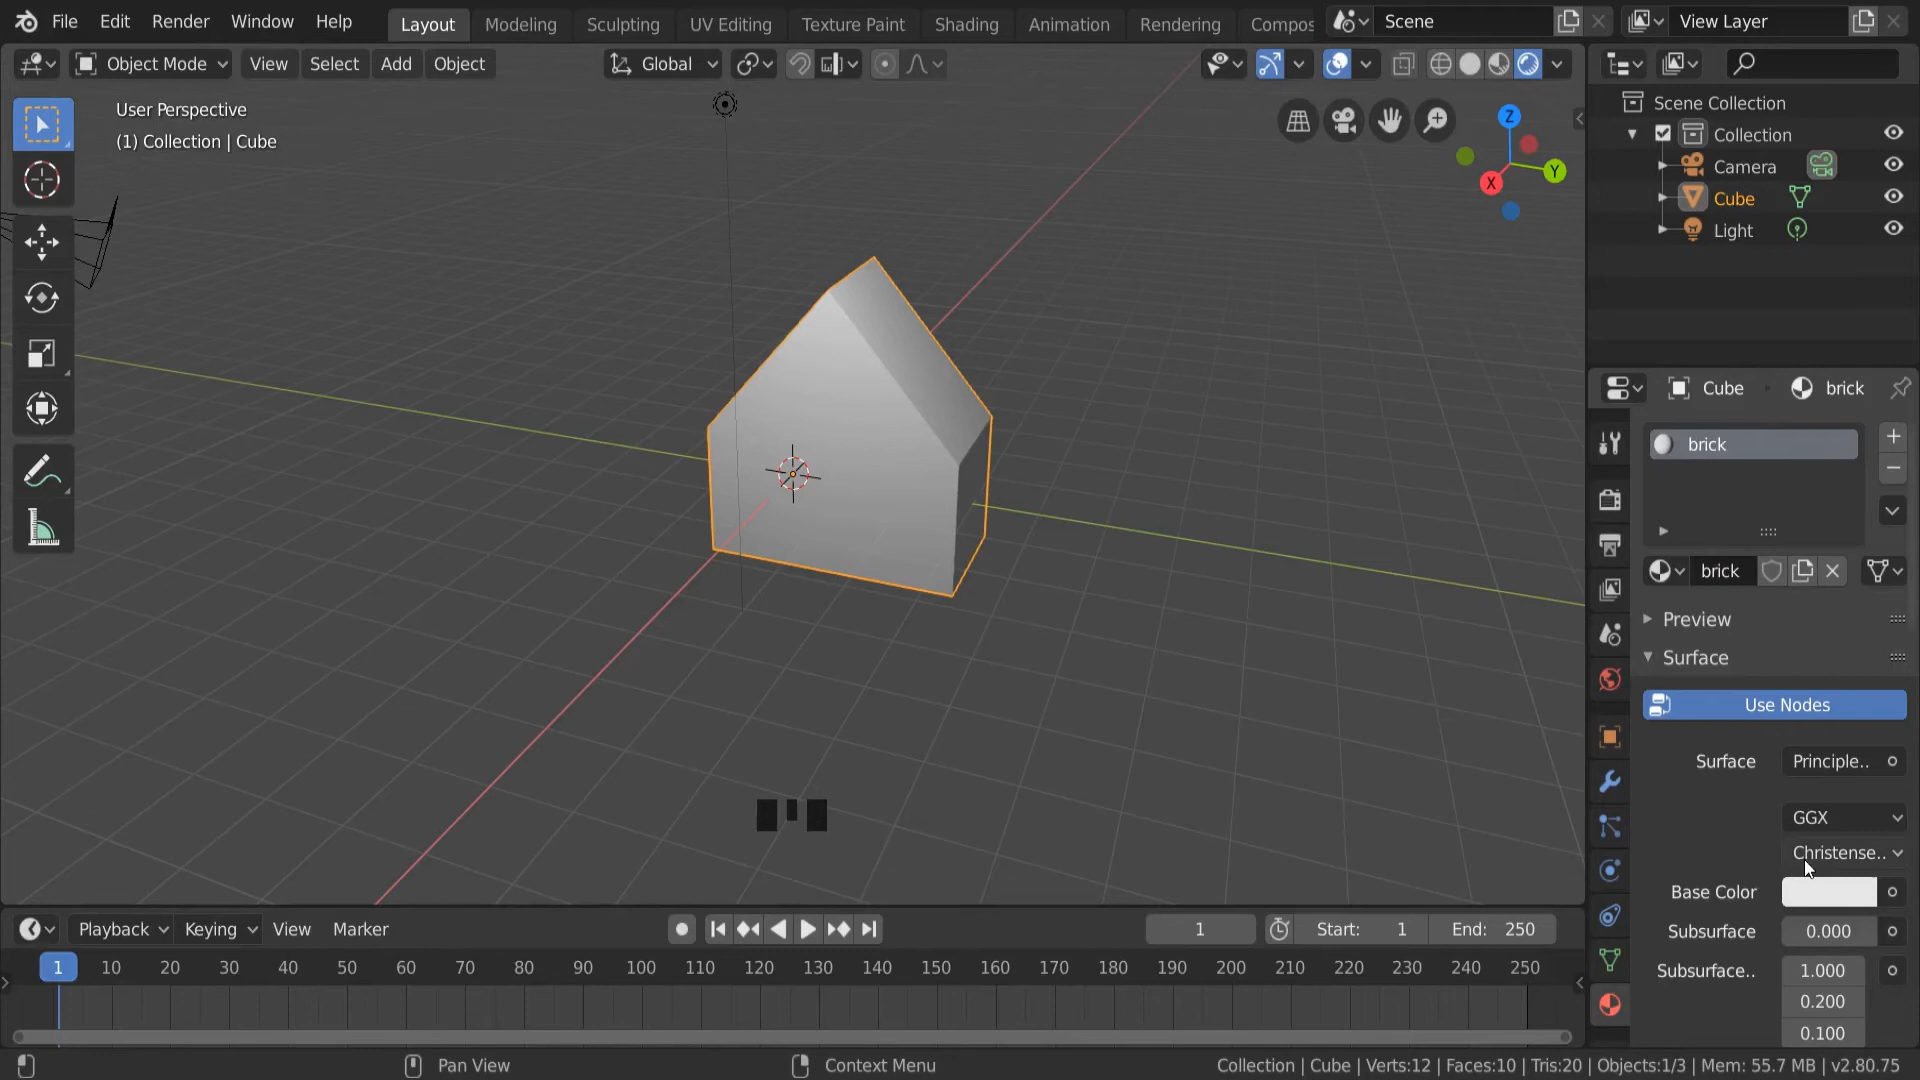 File Edit Render Window Help Layout Modeling Sculpting UV Editing Texture Paint Shading Animation Rendering Compos Scene View Layer
Object Mode View Select Add Object Global
User Perspective
(1) Collection | Cube
Z
Y
X
Scene Collection
Collection
Camera
Cube
Light
Cube brick
brick
brick
Preview
Surface
Use Nodes
Surface Principle..
GGX
Christense..
Base Color
Subsurface 0.000
Subsurface.. 1.000
0.200
0.100
Playback Keying View Marker 1 Start: 1 End: 250
1 10 20 30 40 50 60 70 80 90 100 110 120 130 140 150 160 170 180 190 200 210 220 230 240 250
Pan View Context Menu Collection | Cube | Verts:12 | Faces:10 | Tris:20 | Objects:1/3 | Mem: 55.7 MB | v2.80.75